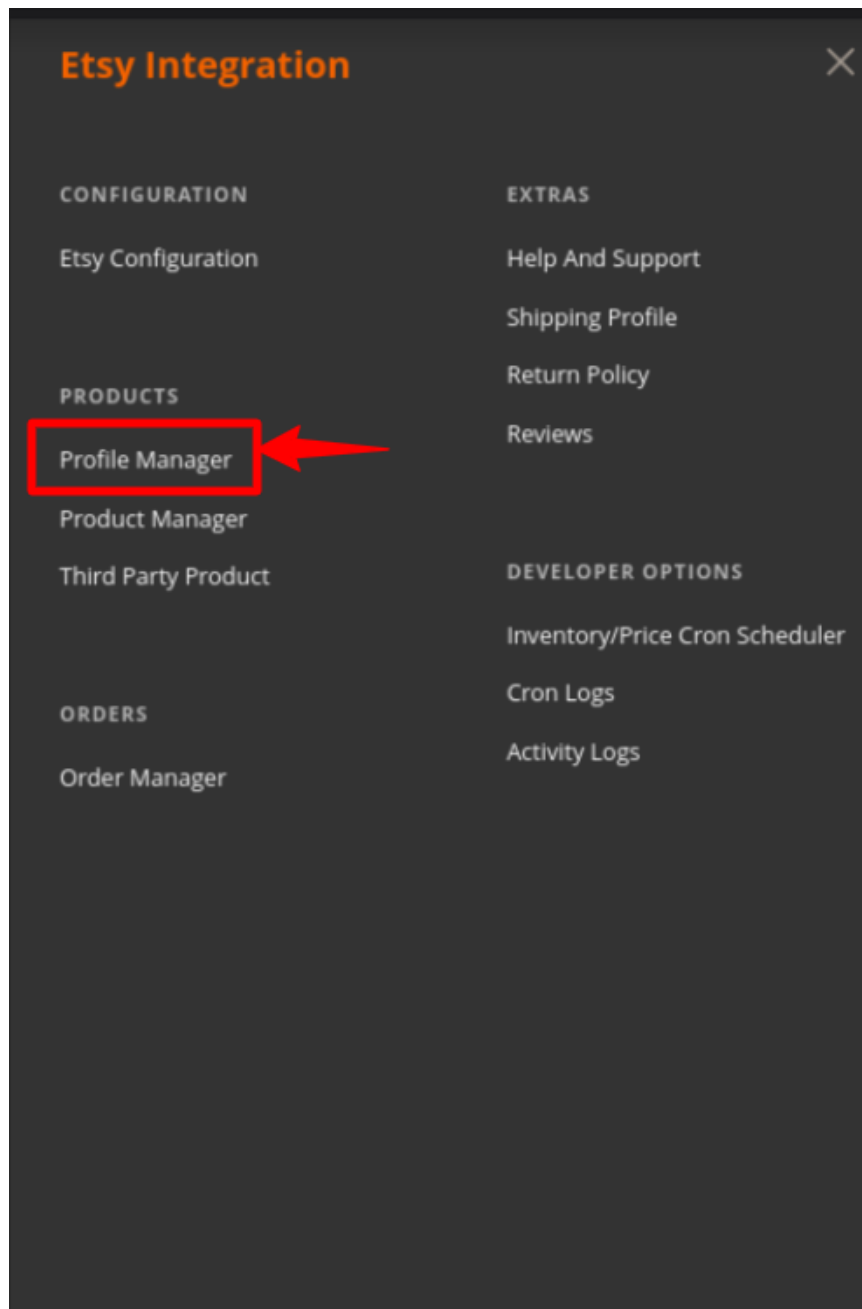 Etsy Integration
CONFIGURATION
Etsy Configuration
PRODUCTS
Profile Manager
Product Manager
Third Party Product
ORDERS
Order Manager
EXTRAS
Help And Support
Shipping Profile
Return Policy
Reviews
DEVELOPER OPTIONS
Inventory/Price Cron Scheduler
Cron Logs
Activity Logs